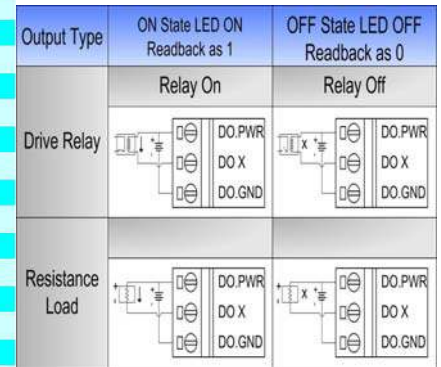 Output Type
ON State LED ON
Readback as 1
OFF State LED OFF
Readback as 0
Relay On
Relay Off
Drive Relay
DO.PWR
DO X
DO.GND
DO.PWR
DO X
DO.GND
Resistance
Load
DO.PWR
DO X
DO.GND
DO.PWR
DO X
DO.GND